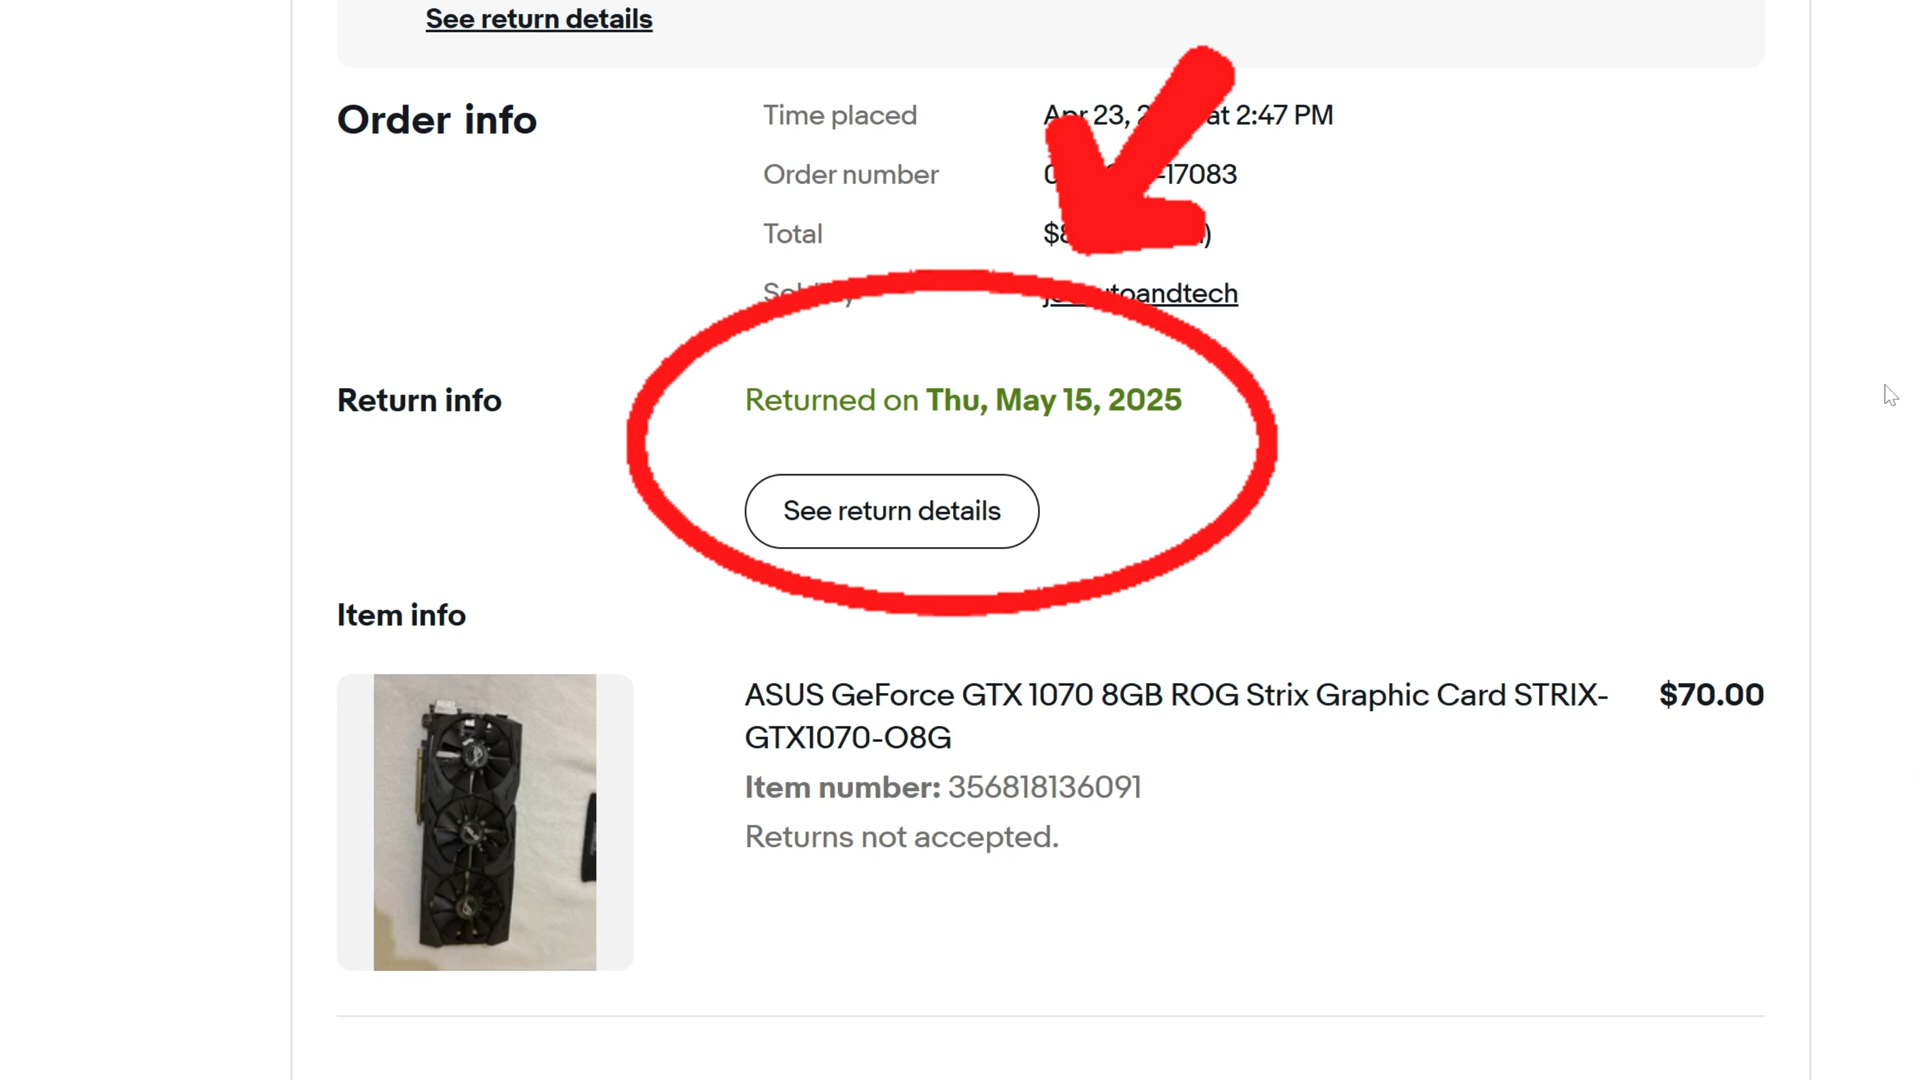 See return details
Order info
Time placed
Apr 23, at 2:47 PM
Order number
-17083
Total
Return info
Returned on Thu, May 15, 2025
See return details
Item info
ASUS GeForce GTX 1070 8GB ROG Strix Graphic Card STRIX-
GTX1070-O8G
$70.00
Item number: 356818136091
Returns not accepted.